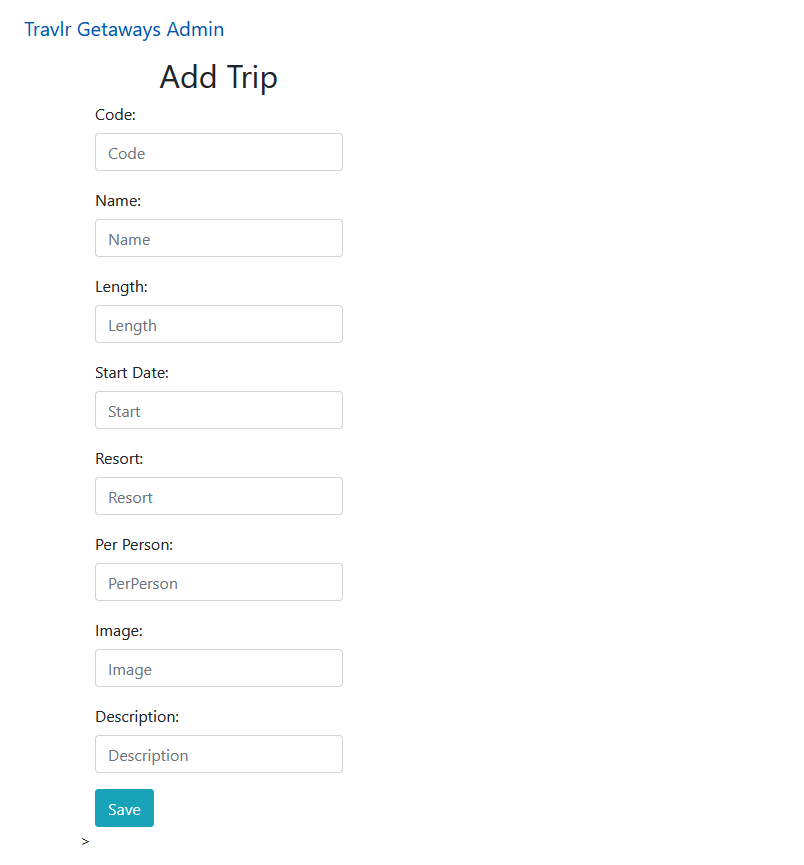 Travlr Getaways Admin
Add Trip
Code:
Code
Name:
Name
Length:
Length
Start Date:
Start
Resort:
Resort
Per Person:
PerPerson
Image:
Image
Description:
Description
Save
>